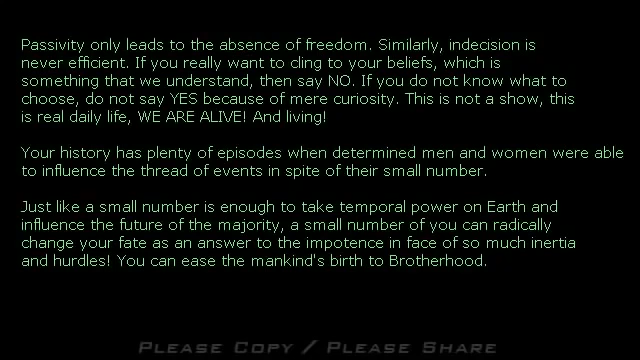 Passivity only leads to the absence of freedom. Similarly, indecision is
never efficient. If you really want to cling to your beliefs, which is
something that we understand, then say NO. If you do not know what to
choose, do not say YES because of mere curiosity. This is not a show, this
is real daily life, WE ARE ALIVE! And living!
Your history has plenty of episodes when determined men and women were able
to influence the thread of events in spite of their small number.
Just like a small number is enough to take temporal power on Earth and
influence the future of the majority, a small number of you can radically
change your fate as an answer to the impotence in face of so much inertia
and hurdles! You can ease the mankind's birth to Brotherhood.
Please Copy / Please Share